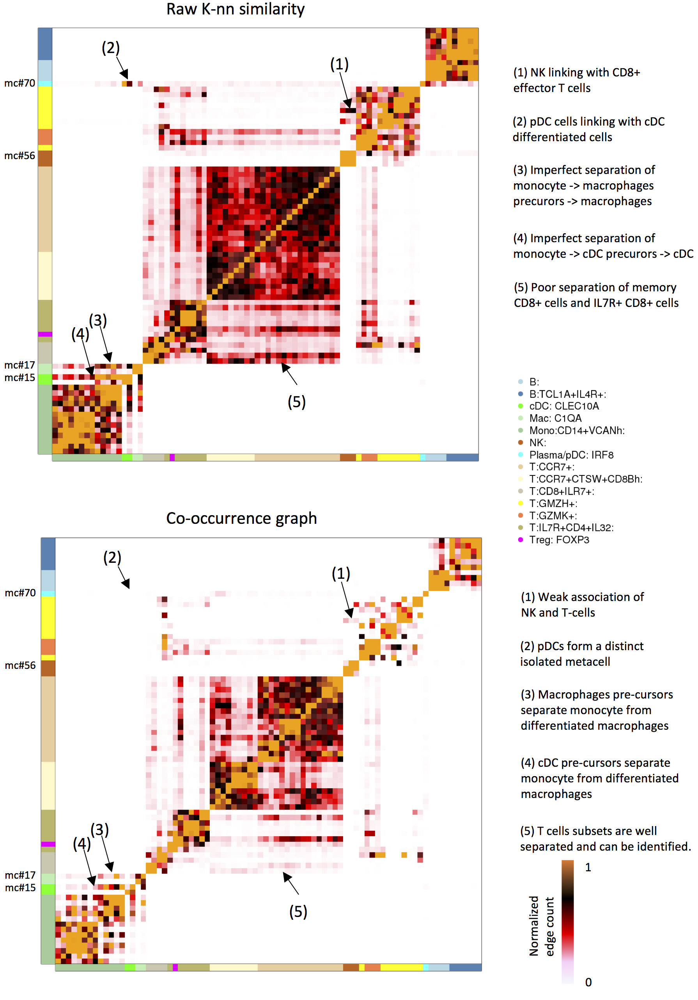 Raw K-nn similarity
(2)
(1)
mc#70
mc#56
(3)
(4)
mc#17
mc#15
(5)
(1) NK linking with CD8+
effector T cells
(2) pDC cells linking with cDC
differentiated cells
(3) Imperfect separation of
monocyte -> macrophages
precurors -> macrophages
(4) Imperfect separation of
monocyte -> cDC precurors -> cDC
(5) Poor separation of memory
CD8+ cells and IL7R+ CD8+ cells
B:
B:TCL1A+IL4R+:
cDC: CLEC10A
Mac: C1QA
Mono:CD14+VCANh:
NK:
Plasma/pDC: IRF8
T:CCR7+:
T:CCR7+CTSW+CD8Bh:
T:CD8+ILR7+:
T:GMZH+:
T:GZMK+:
T:IL7R+CD4+IL32:
Treg: FOXP3
Co-occurrence graph
(2)
(1)
mc#70
mc#56
(3)
(4)
mc#17
mc#15
(5)
(1) Weak association of
NK and T-cells
(2) pDCs form a distinct
isolated metacell
(3) Macrophages pre-cursors
separate monocyte from
differentiated macrophages
(4) cDC pre-cursors separate
monocyte from differentiated
macrophages
(5) T cells subsets are well
separated and can be identified.
Normalized
edge count
1
0